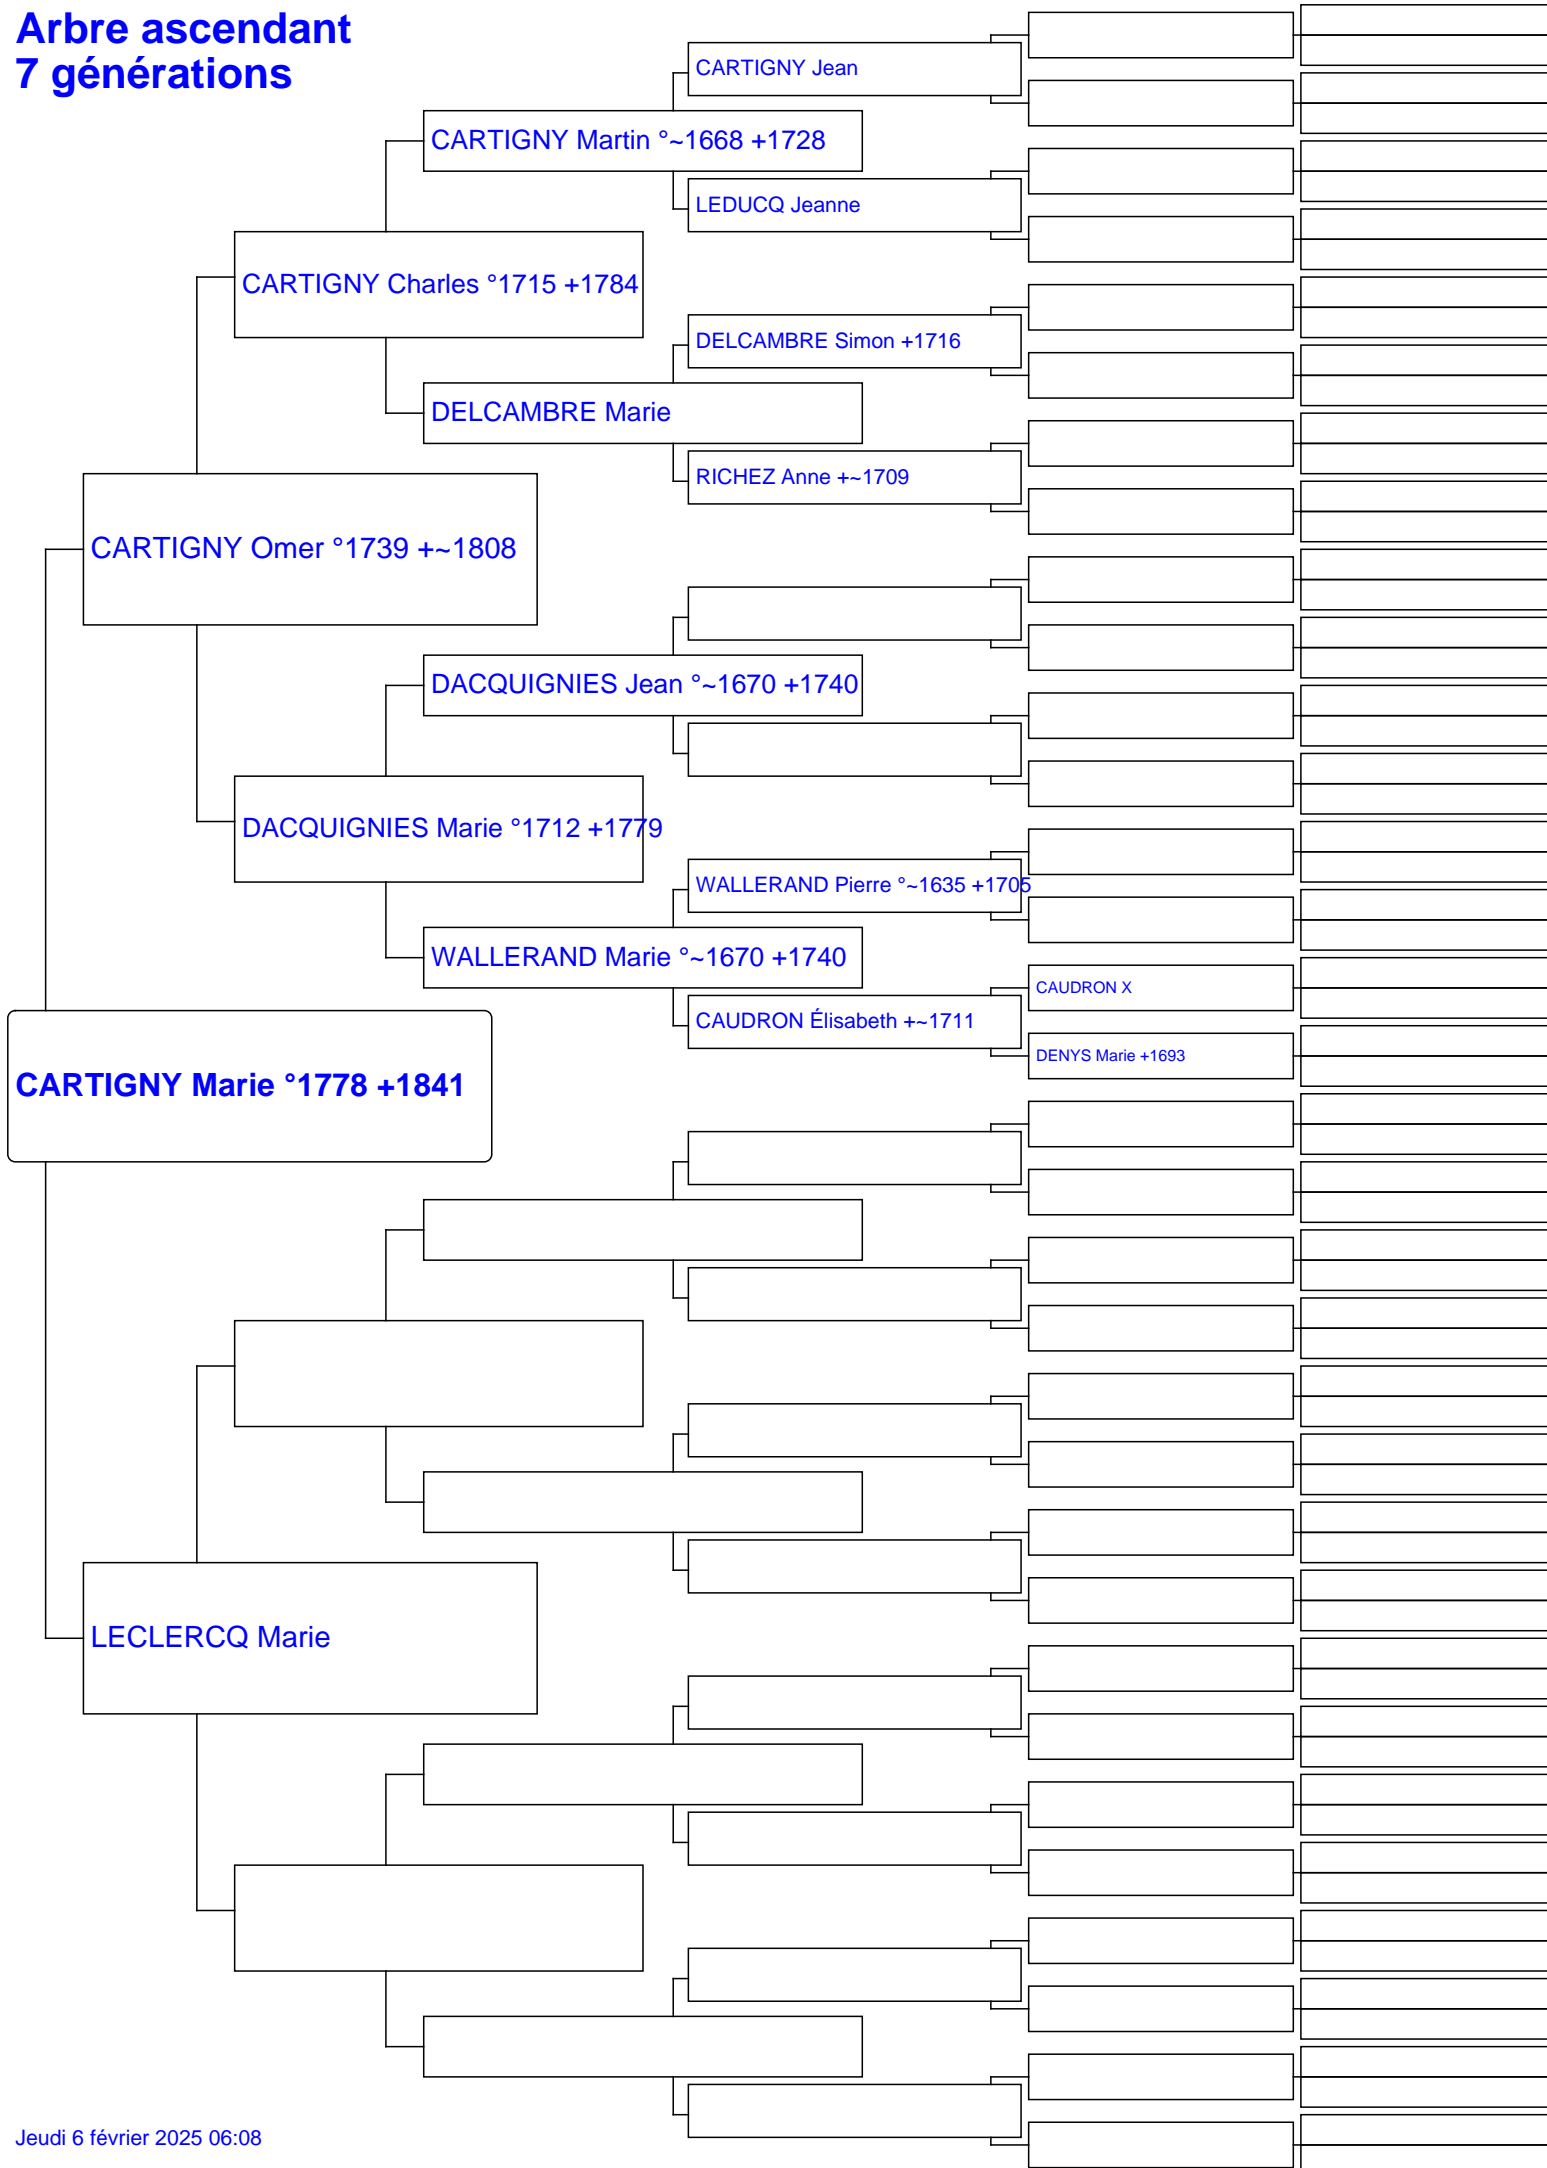 Arbre ascendant
7 générations
CARTIGNY Jean
CARTIGNY Martin °~1668 +1728
LEDUCQ Jeanne
CARTIGNY Charles °1715 +1784
DELCAMBRE Simon +1716
DELCAMBRE Marie
RICHEZ Anne +~1709
CARTIGNY Omer °1739 +~1808
DACQUIGNIES Jean °~1670 +1740
DACQUIGNIES Marie °1712 +1779
WALLERAND Pierre °~1635 +1705
WALLERAND Marie °~1670 +1740
CAUDRON X
CAUDRON Élisabeth +~1711
DENYS Marie +1693
CARTIGNY Marie °1778 +1841
LECLERCQ Marie
Jeudi 6 février 2025 06:08